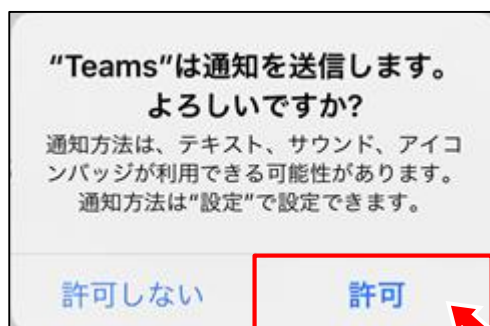 “Teams”は通知を送信します。
よろしいですか?
通知方法は、テキスト、サウンド、アイコ
ンバッジが利用できる可能性があります。
通知方法は“設定”で設定できます。
許可しない
許可